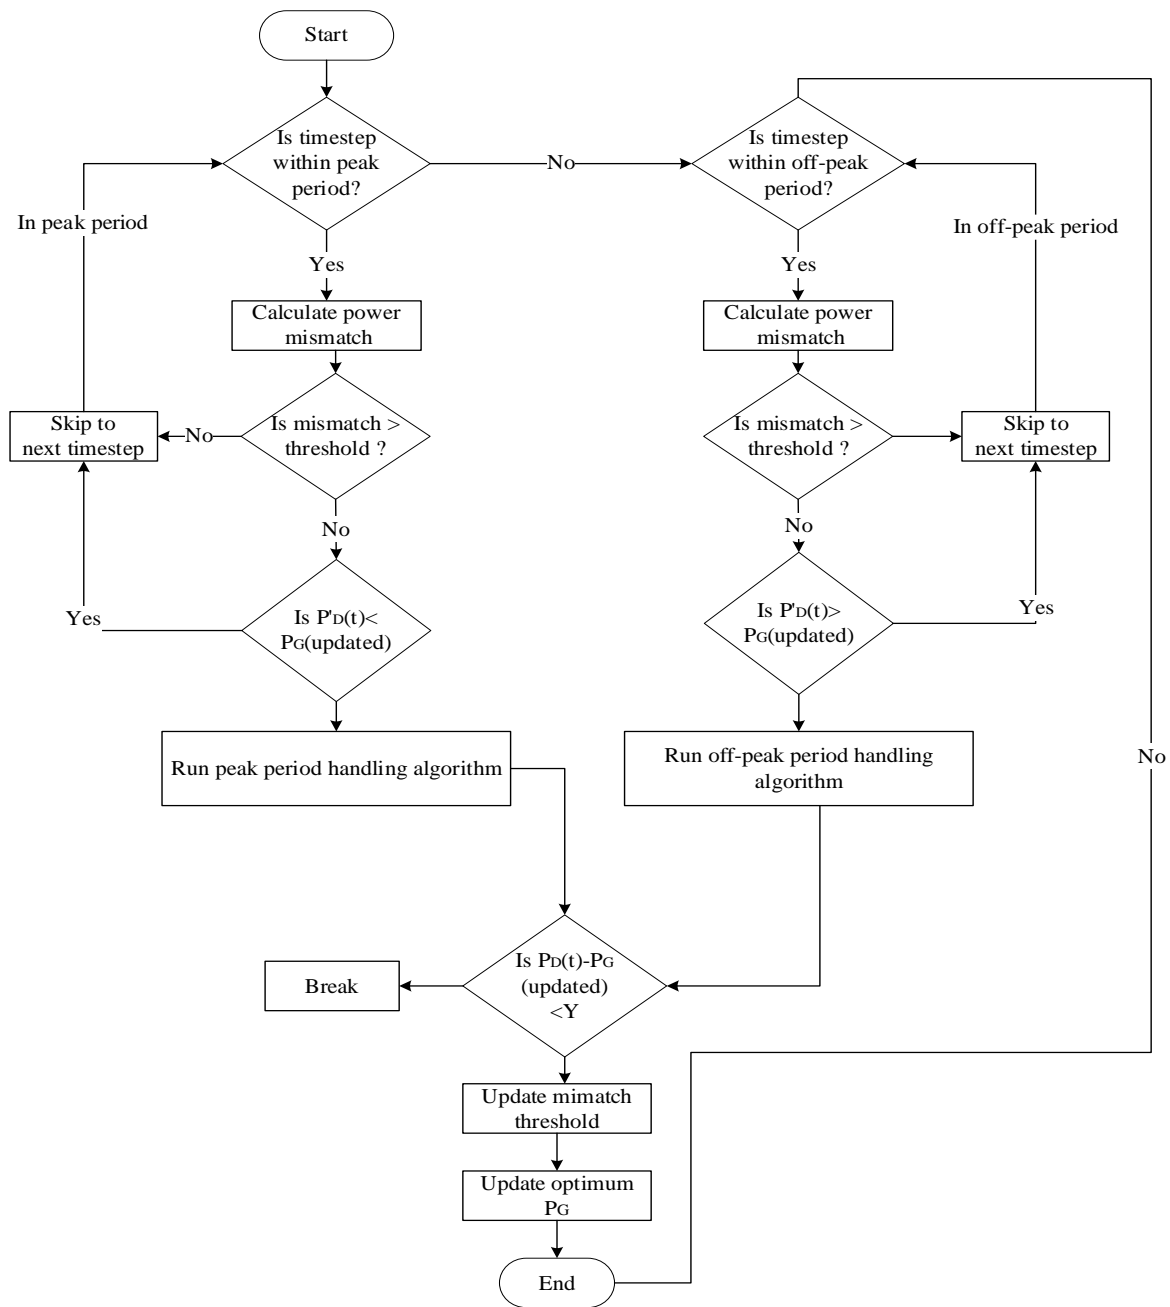 Start
Is timestep
within peak
period?
No
Is timestep
within off-peak
period?
In peak period
In off-peak period
Yes
Yes
Calculate power
mismatch
Calculate power
mismatch
Skip to
next timestep
No
Is mismatch >
threshold ?
Is mismatch >
threshold ?
Skip to
next timestep
No
No
Yes
Is P'D(t)<
PG(updated)
Is P'D(t)>
PG(updated)
Yes
Run peak period handling algorithm
Run off-peak period handling
algorithm
No
Break
Is PD(t)-PG
(updated)
<Y
Update mimatch
threshold
Update optimum
PG
End